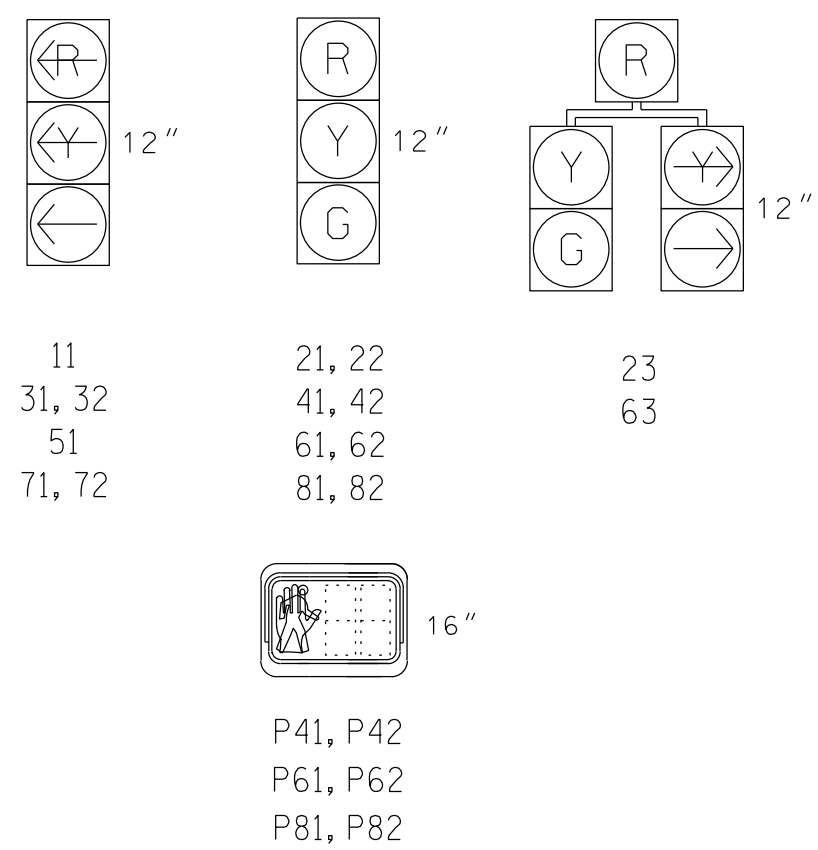 R
Y
12"
R
Y
G
12"
R
Y
Y
G
12"
11
31, 32
51
71, 72
21, 22
41, 42
61, 62
81, 82
23
63
16"
P41, P42
P61, P62
P81, P82